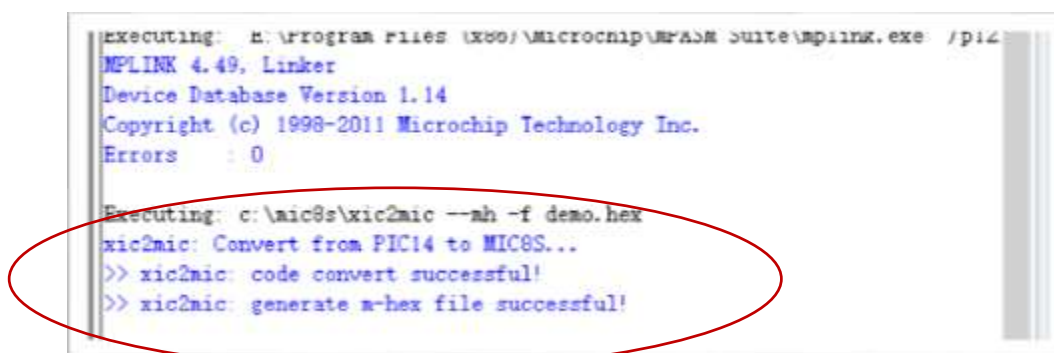 Executing: E:\Program Files (x86)\Microchip\MPASM Suite\mplink.exe /p12
MPLINK 4.49, Linker
Device Database Version 1.14
Copyright (c) 1998-2011 Microchip Technology Inc.
Errors : 0
Executing: c:\mic8s\xic2mic --mh -f demo.hex
xic2mic: Convert from PIC14 to MIC8S...
>> xic2mic: code convert successful!
>> xic2mic: generate m-hex file successful!